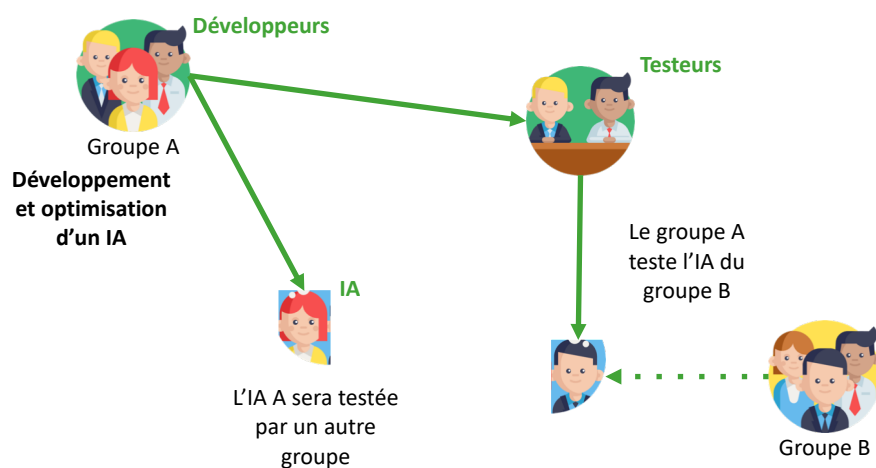 Développeurs
Testeurs
Groupe A
Développement
et optimisation
d'un IA
Le groupe A
teste l'IA du
groupe B
IA
L'IA A sera testée
par un autre
groupe
Groupe B